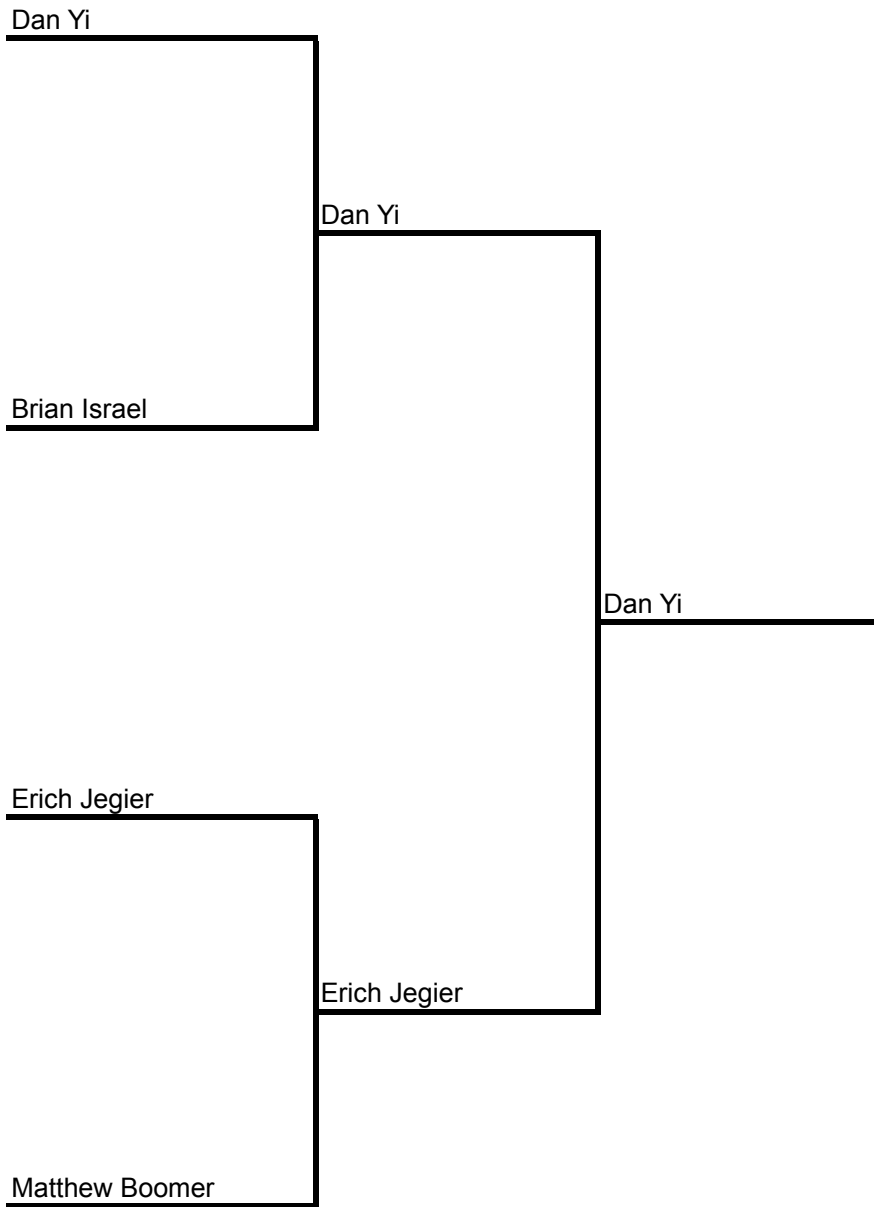 Dan Yi
Dan Yi
Brian Israel
Dan Yi
Erich Jegier
Erich Jegier
Matthew Boomer